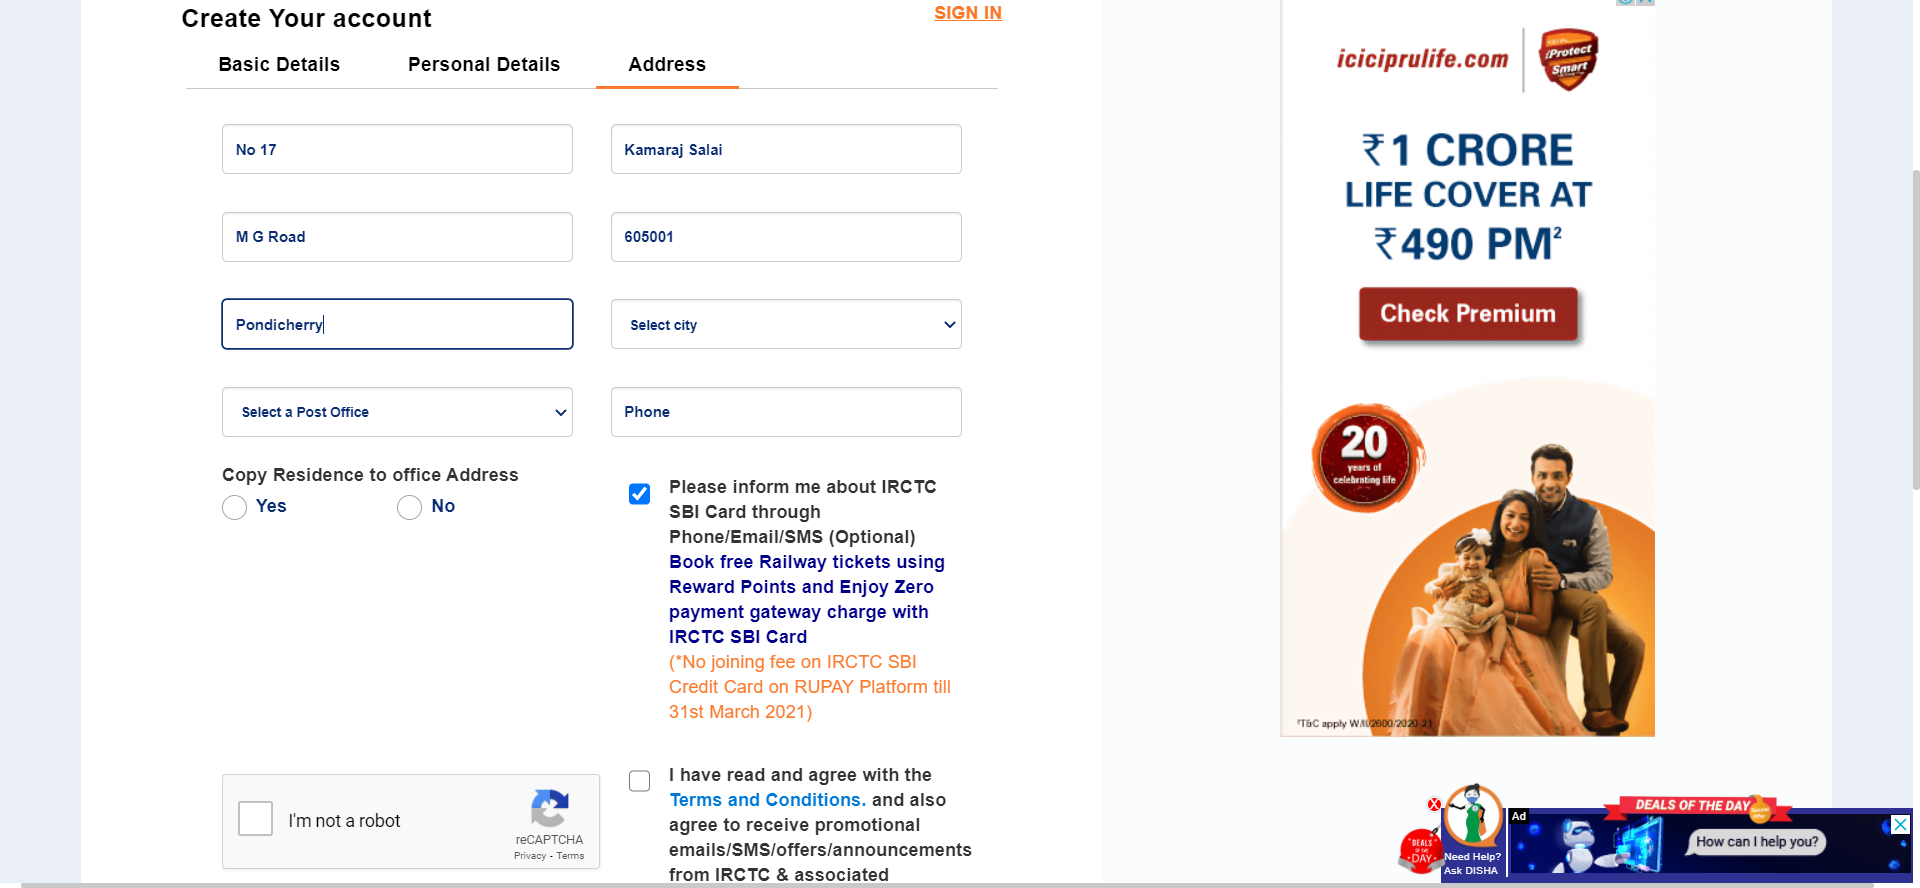 Create Your account
SIGN IN
Basic Details
Personal Details
Address
No 17
Kamaraj Salai
M G Road
605001
Pondicherry
Select city
Select a Post Office
Phone
Copy Residence to office Address
Yes
No
Please inform me about IRCTC
SBI Card through
Phone/Email/SMS (Optional)
Book free Railway tickets using
Reward Points and Enjoy Zero
payment gateway charge with
IRCTC SBI Card
(*No joining fee on IRCTC SBI
Credit Card on RUPAY Platform till
31st March 2021)
I'm not a robot
reCAPTCHA
Privacy - Terms
I have read and agree with the
Terms and Conditions. and also
agree to receive promotional
emails/SMS/offers/announcements
from IRCTC & associated
iciciprulife.com
iProtect
Smart
₹1 CRORE
LIFE COVER AT
₹490 PM²
Check Premium
20
years of
celebrating life
T&C apply W/II/2600/2020-21
DEALS OF THE DAY
Special
offer
X
DEALS
OF THE
DAY
Need Help?
Ask DISHA
Ad
How can I help you?